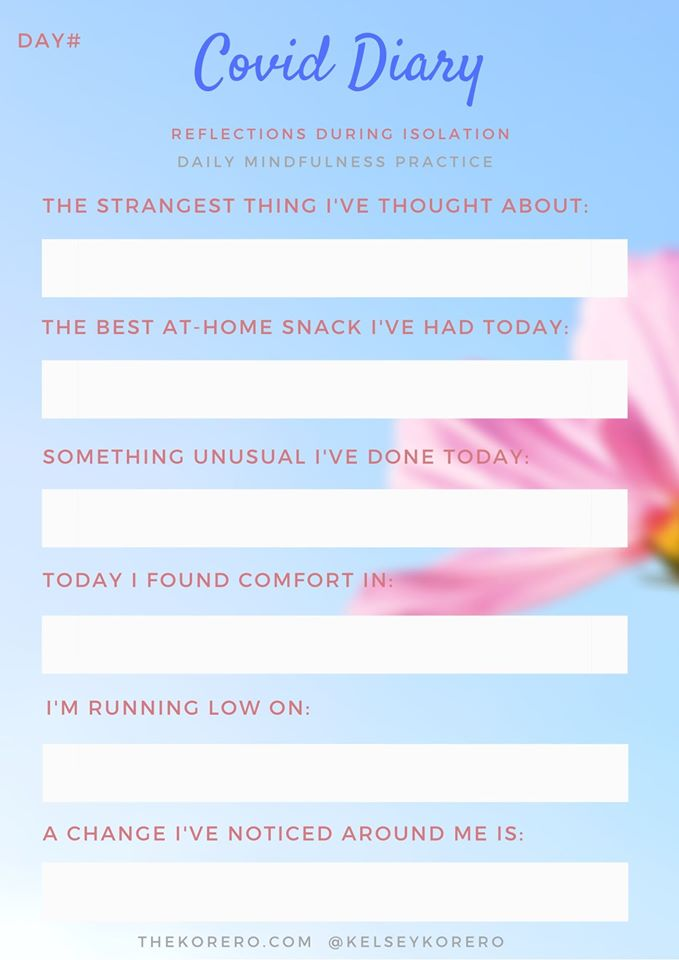 DAY#
Covid Diary
REFLECTIONS DURING ISOLATION
DAILY MINDFULNESS PRACTICE
THE STRANGEST THING I'VE THOUGHT ABOUT:
THE BEST AT-HOME SNACK I'VE HAD TODAY:
SOMETHING UNUSUAL I'VE DONE TODAY:
TODAY I FOUND COMFORT IN:
I'M RUNNING LOW ON:
A CHANGE I'VE NOTICED AROUND ME IS:
THEKORERO.COM @KELSEYKORERO